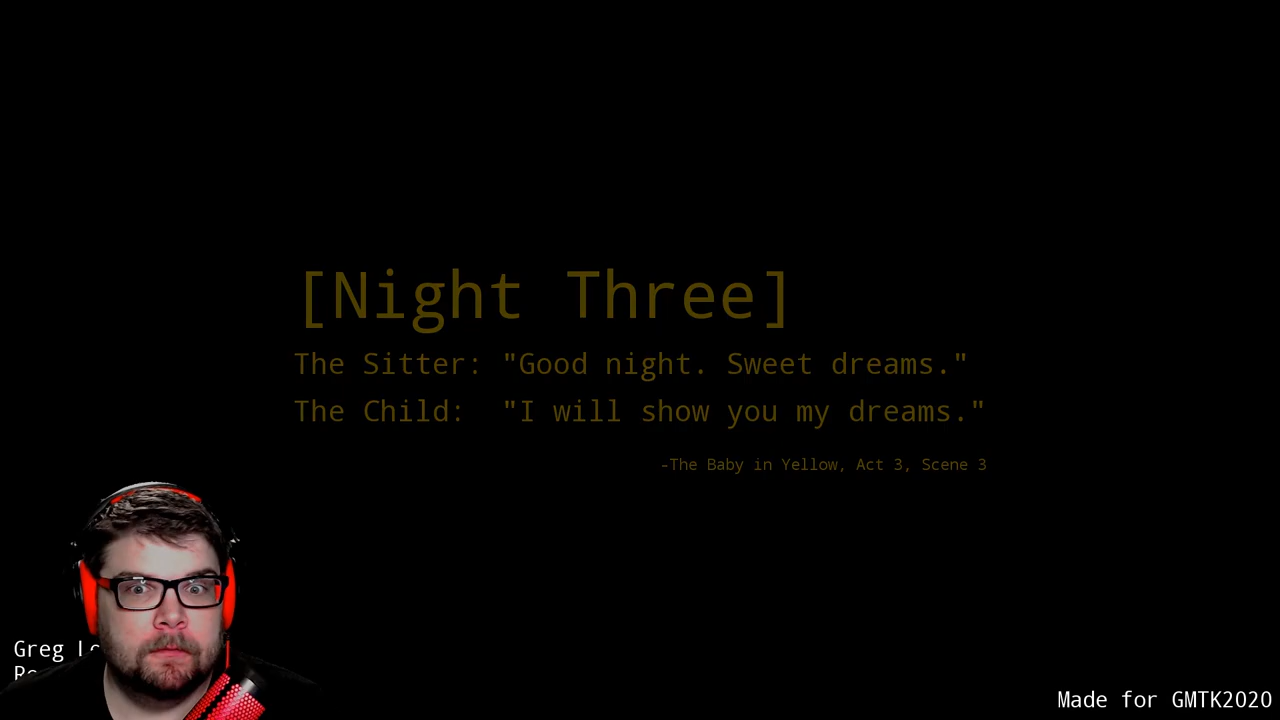 [Night Three]
The Sitter: "Good night. Sweet dreams."
The Child: "I will show you my dreams."
-The Baby in Yellow, Act 3, Scene 3
Greg
Made for GMTK2020